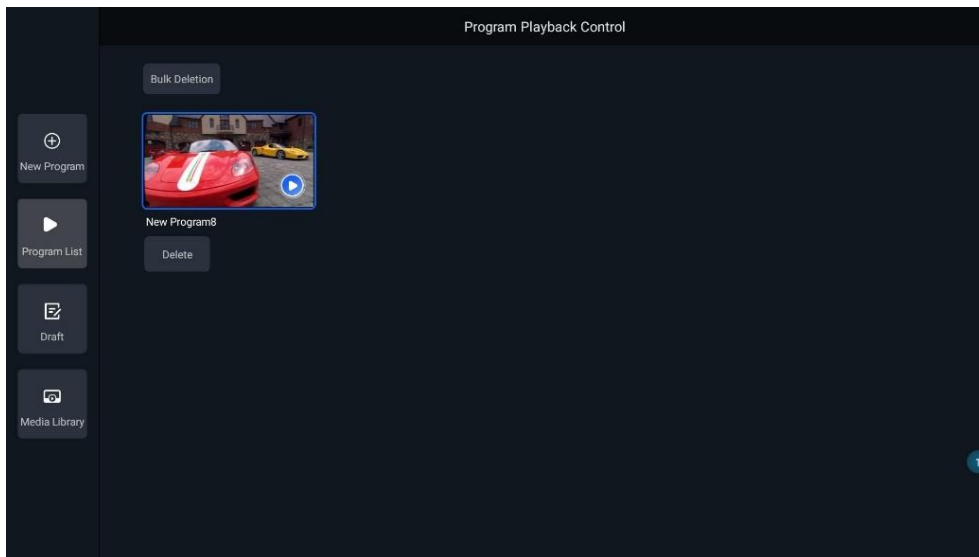 Program Playback Control
Bulk Deletion
New Program
New Program8
Program List
Delete
Draft
Media Library